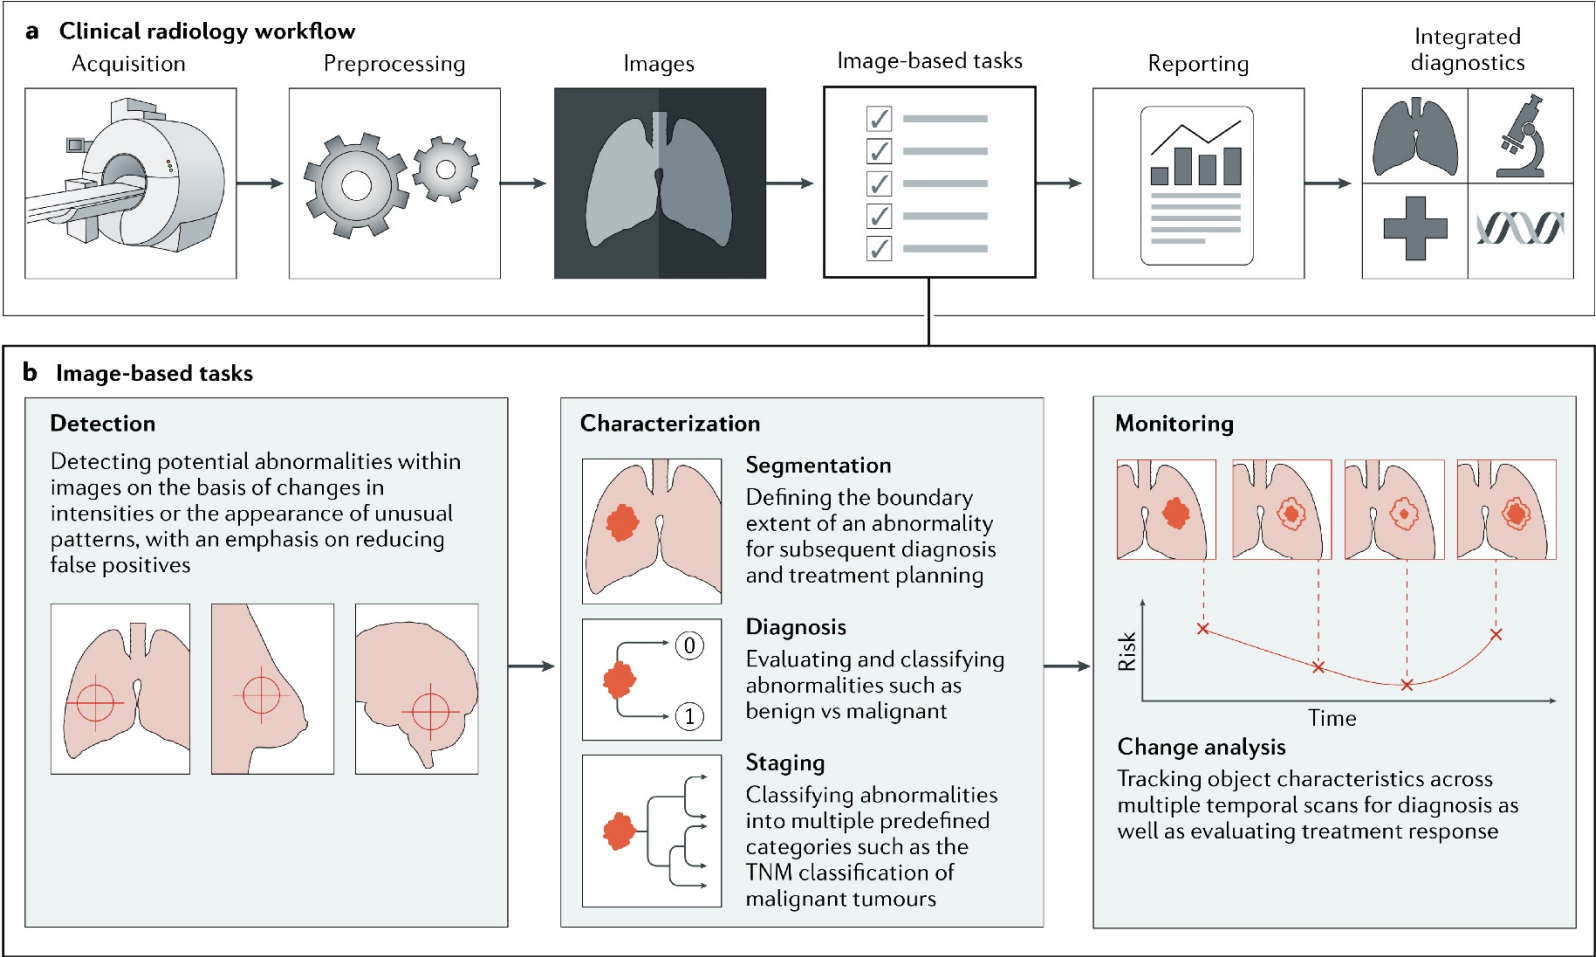 a Clinical radiology workflow
Acquisition
Preprocessing
Images
Image-based tasks
Reporting
Integrated
diagnostics
b Image-based tasks
Detection
Detecting potential abnormalities within
images on the basis of changes in
intensities or the appearance of unusual
patterns, with an emphasis on reducing
false positives
Characterization
Segmentation
Defining the boundary
extent of an abnormality
for subsequent diagnosis
and treatment planning
0
1
Diagnosis
Evaluating and classifying
abnormalities such as
benign vs malignant
Staging
Classifying abnormalities
into multiple predefined
categories such as the
TNM classification of
malignant tumours
Monitoring
Risk
Time
Change analysis
Tracking object characteristics across
multiple temporal scans for diagnosis as
well as evaluating treatment response